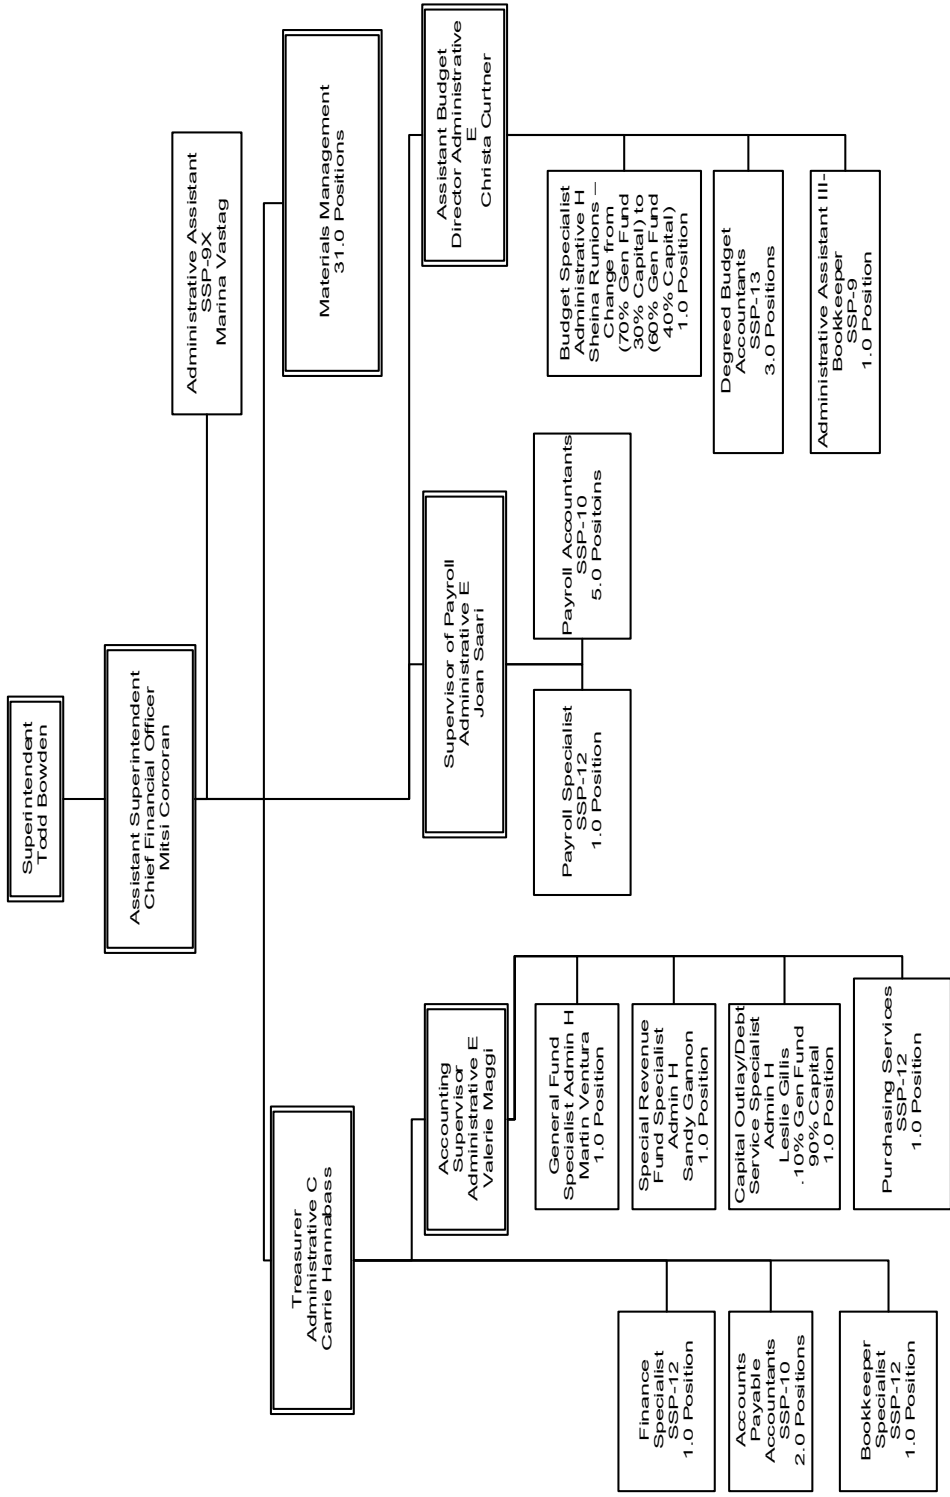 Superintendent
Todd Bowden
Assistant Superintendent
Chief Financial Officer
Mitsi Corcoran
Administrative Assistant
SSP-9X
Marina Vastag
Treasurer
Administrative C
Carrie Hannabass
Materials Management
31.0 Positions
Accounting
Supervisor
Administrative E
Valerie Maggi
Supervisor of Payroll
Administrative E
Joan Saari
Assistant Budget
Director Administrative
E
Christa Curtner
Finance
Specialist
SSP-12
1.0 Position
Accounts
Payable
Accountants
SSP-10
2.0 Positions
Bookkeeper
Specialist
SSP-12
1.0 Position
General Fund
Specialist Admin H
Martin Ventura
1.0 Position
Special Revenue
Fund Specialist
Admin H
Sandy Gannon
1.0 Position
Capital Outlay/Debt
Service Specialist
Admin H
Leslie Gillis
.10% Gen Fund
90% Capital
1.0 Position
Purchasing Services
SSP-12
1.0 Position
Payroll Specialist
SSP-12
1.0 Position
Payroll Accountants
SSP-10
5.0 Positoins
Budget Specialist
Administrative H
Sheina Runions –
Change from
(70% Gen Fund
30% Capital) to
(60% Gen Fund
40% Capital)
1.0 Position
Degreed Budget
Accountants
SSP-13
3.0 Positions
Administrative Assistant III-
Bookkeeper
SSP-9
1.0 Position